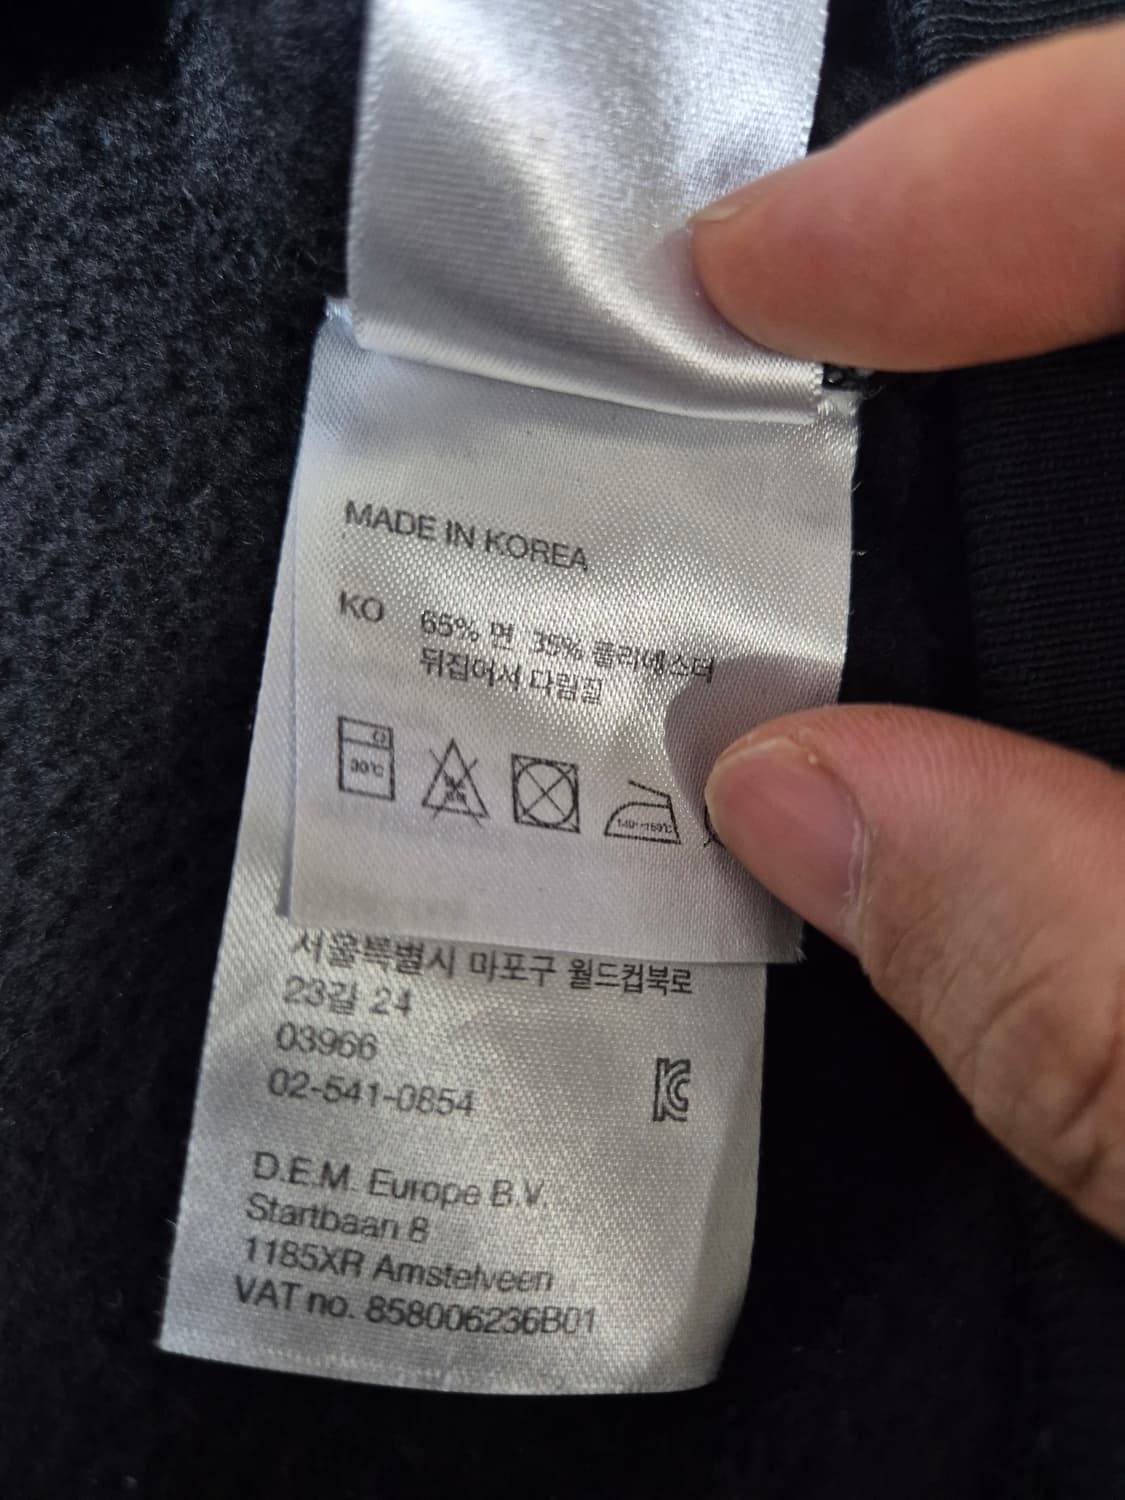 MADE IN KOREA
KO 65% 면 35% 폴리에스터
뒤집어서 다림질
30℃
140~160℃
서울특별시 마포구 월드컵북로
23길 24
03966
02-541-0854
D.E.M. Europe B.V.
Startbaan 8
1185XR Amstelveen
VAT no. 858006236B01